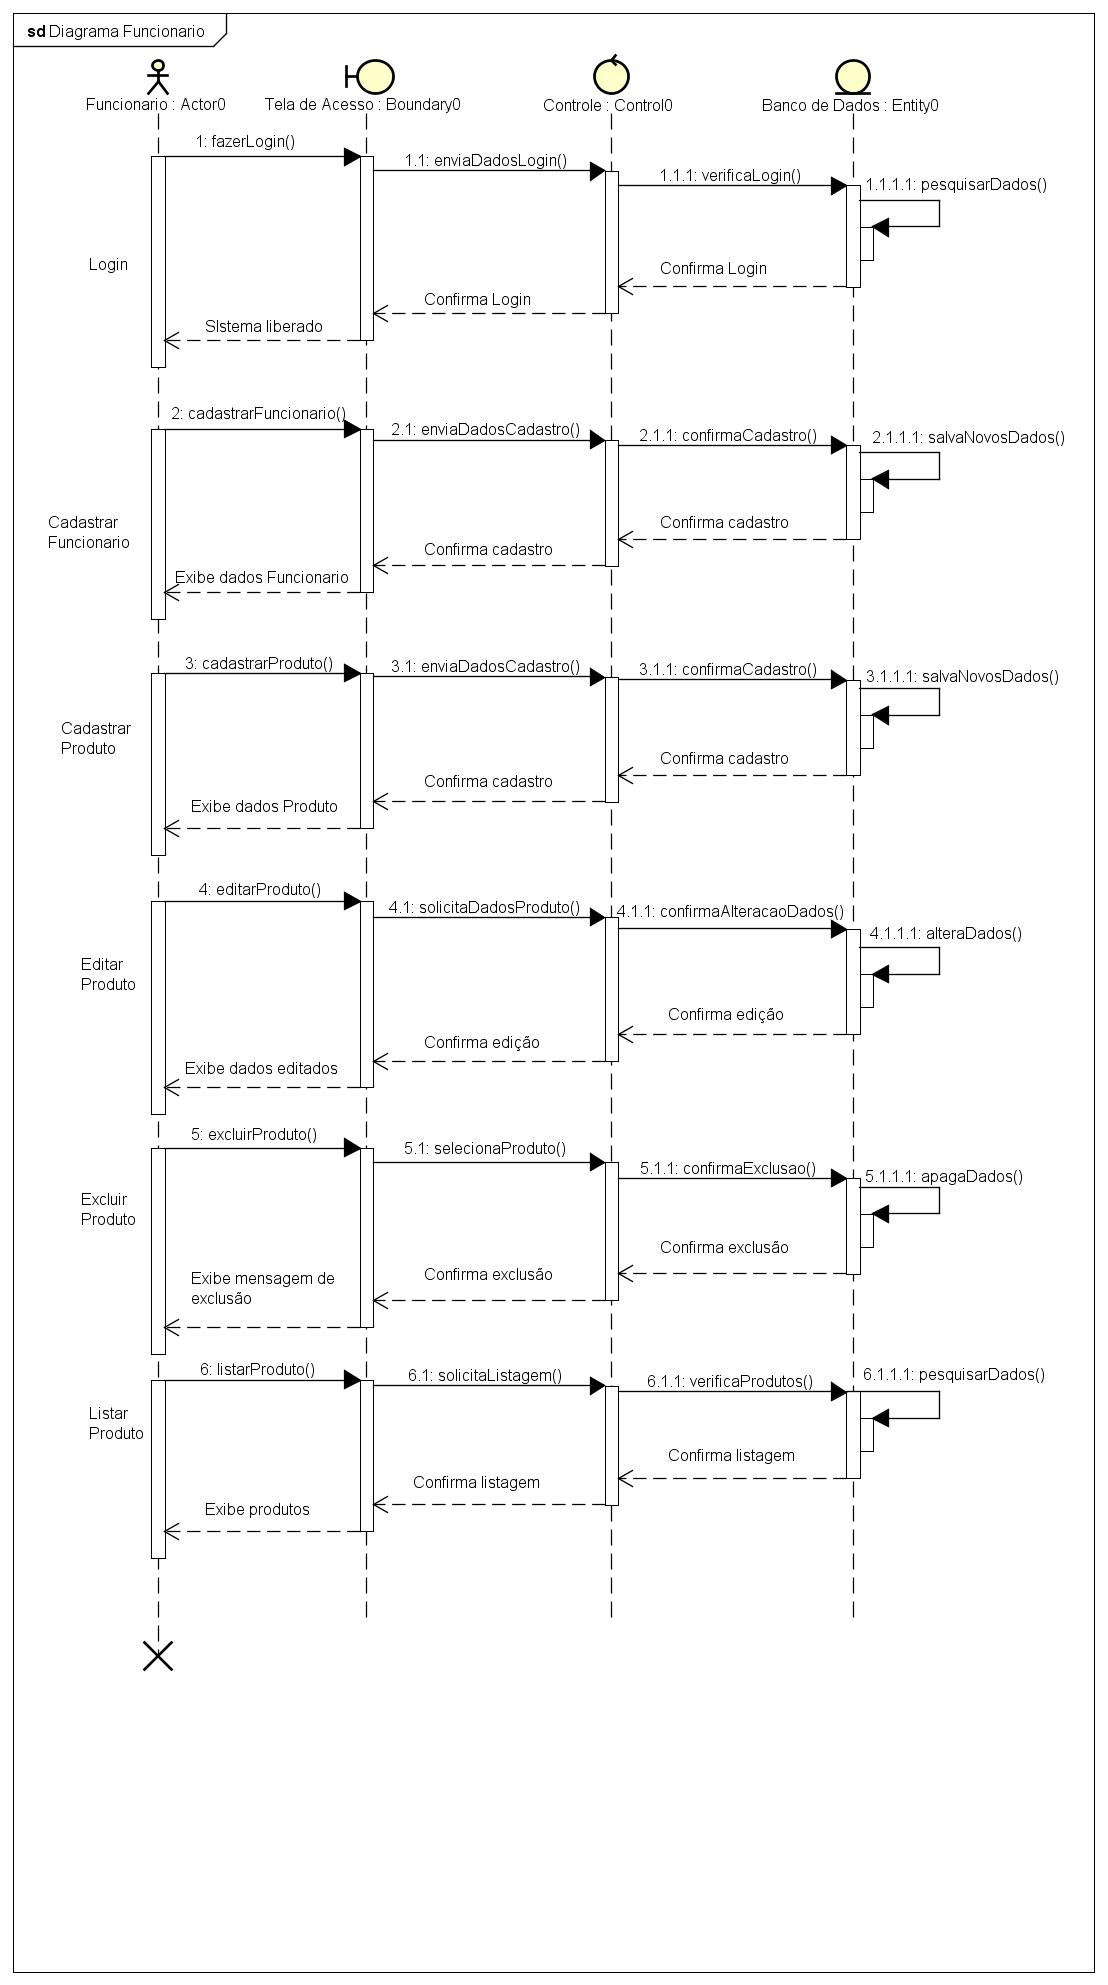 sd Diagrama Funcionario
Funcionario : Actor0
Tela de Acesso : Boundary0
Controle : Control0
Banco de Dados : Entity0
1: fazerLogin()
1.1: enviaDadosLogin()
1.1.1: verificaLogin()
1.1.1.1: pesquisarDados()
Login
Confirma Login
Confirma Login
SIstema liberado
2: cadastrarFuncionario()
2.1: enviaDadosCadastro()
2.1.1: confirmaCadastro()
2.1.1.1: salvaNovosDados()
Cadastrar
Funcionario
Confirma cadastro
Confirma cadastro
Exibe dados Funcionario
3: cadastrarProduto()
3.1: enviaDadosCadastro()
3.1.1: confirmaCadastro()
3.1.1.1: salvaNovosDados()
Cadastrar
Produto
Confirma cadastro
Confirma cadastro
Exibe dados Produto
4: editarProduto()
4.1: solicitaDadosProduto()
4.1.1: confirmaAlteracaoDados()
4.1.1.1: alteraDados()
Editar
Produto
Confirma edição
Confirma edição
Exibe dados editados
5: excluirProduto()
5.1: selecionaProduto()
5.1.1: confirmaExclusao()
5.1.1.1: apagaDados()
Excluir
Produto
Confirma exclusão
Confirma exclusão
Exibe mensagem de
exclusão
6: listarProduto()
6.1: solicitaListagem()
6.1.1: verificaProdutos()
6.1.1.1: pesquisarDados()
Listar
Produto
Confirma listagem
Confirma listagem
Exibe produtos